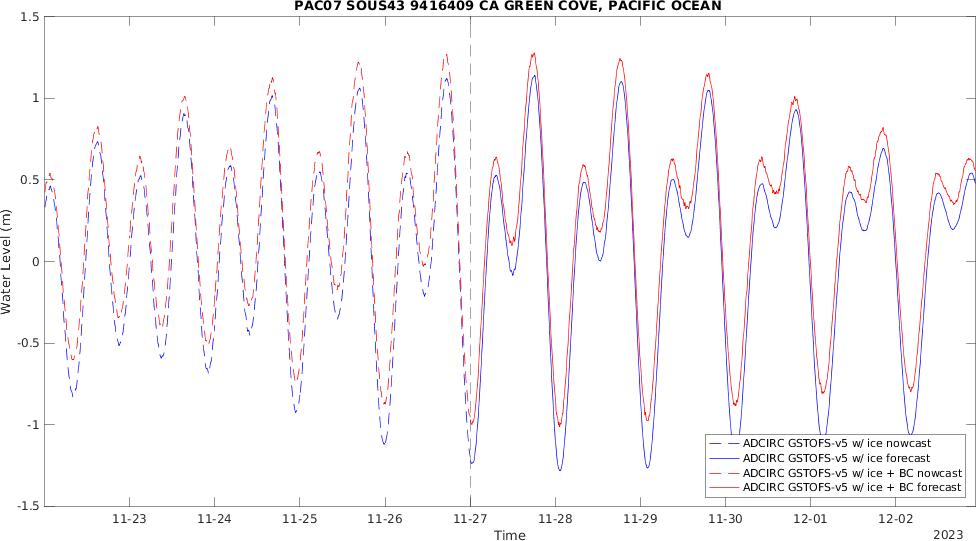 PAC07 SOUS43 9416409 CA GREEN COVE, PACIFIC OCEAN
1.5
1
0.5
0
-0.5
-1
-1.5
Water Level (m)
11-23 11-24 11-25 11-26 11-27 11-28 11-29 11-30 12-01 12-02
Time
2023
ADCIRC GSTOFS-v5 w/ ice nowcast
ADCIRC GSTOFS-v5 w/ ice forecast
ADCIRC GSTOFS-v5 w/ ice + BC nowcast
ADCIRC GSTOFS-v5 w/ ice + BC forecast